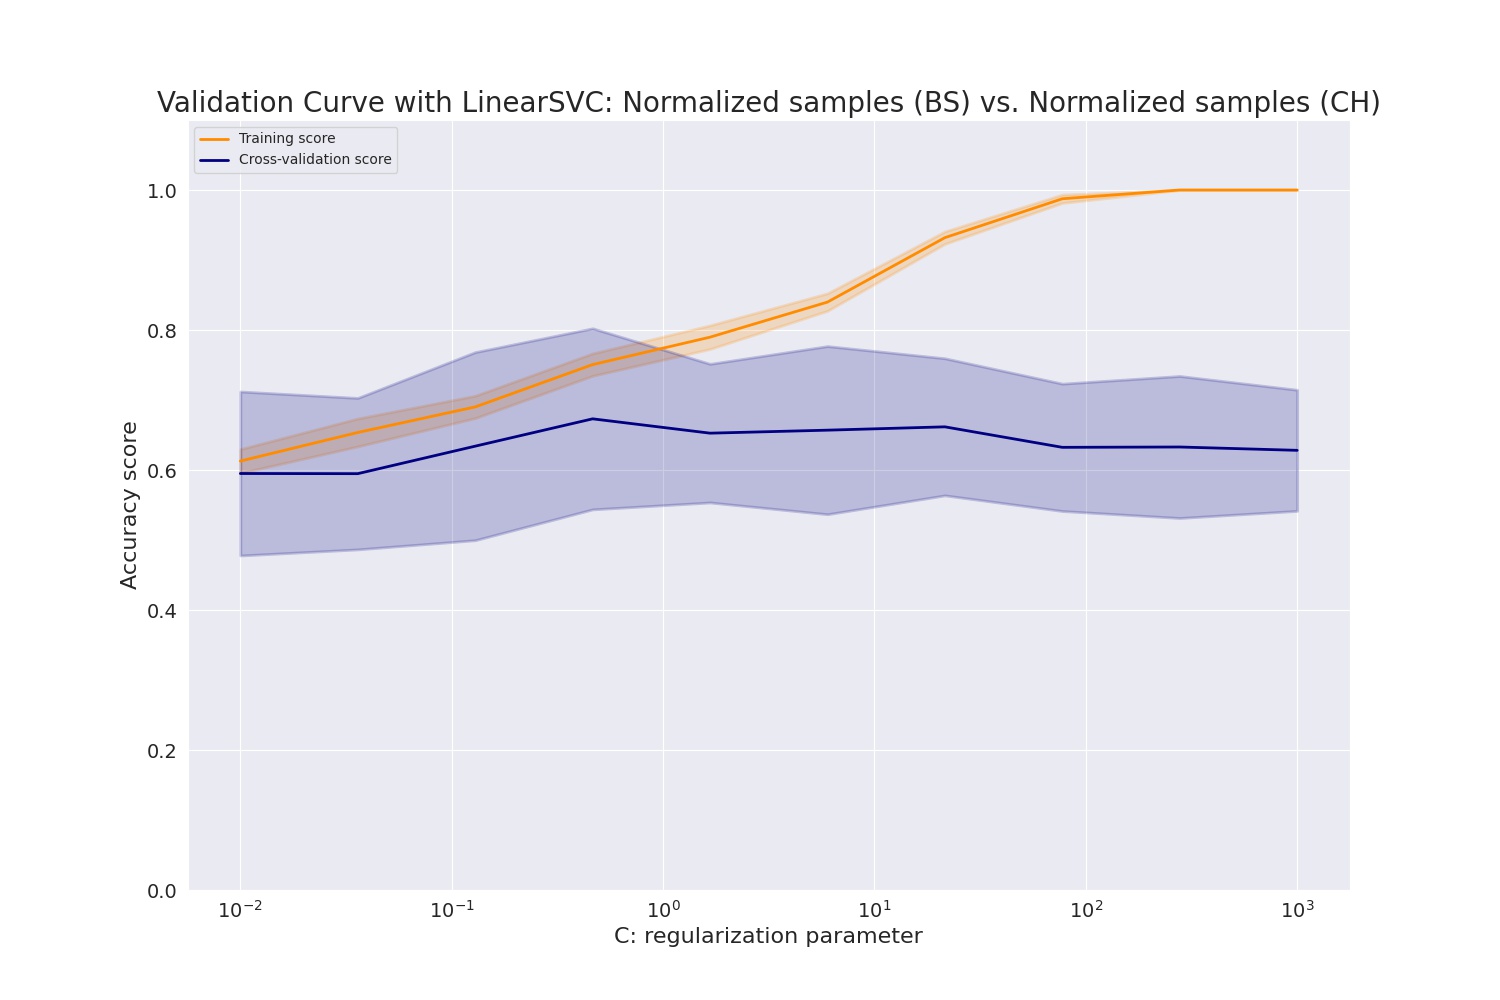 Validation Curve with LinearSVC: Normalized samples (BS) vs. Normalized samples (CH)
Training score
Cross-validation score
1.0
0.8
0.6
0.4
0.2
0.0
Accuracy score
10⁻² 10⁻¹ 10⁰ 10¹ 10² 10³
C: regularization parameter